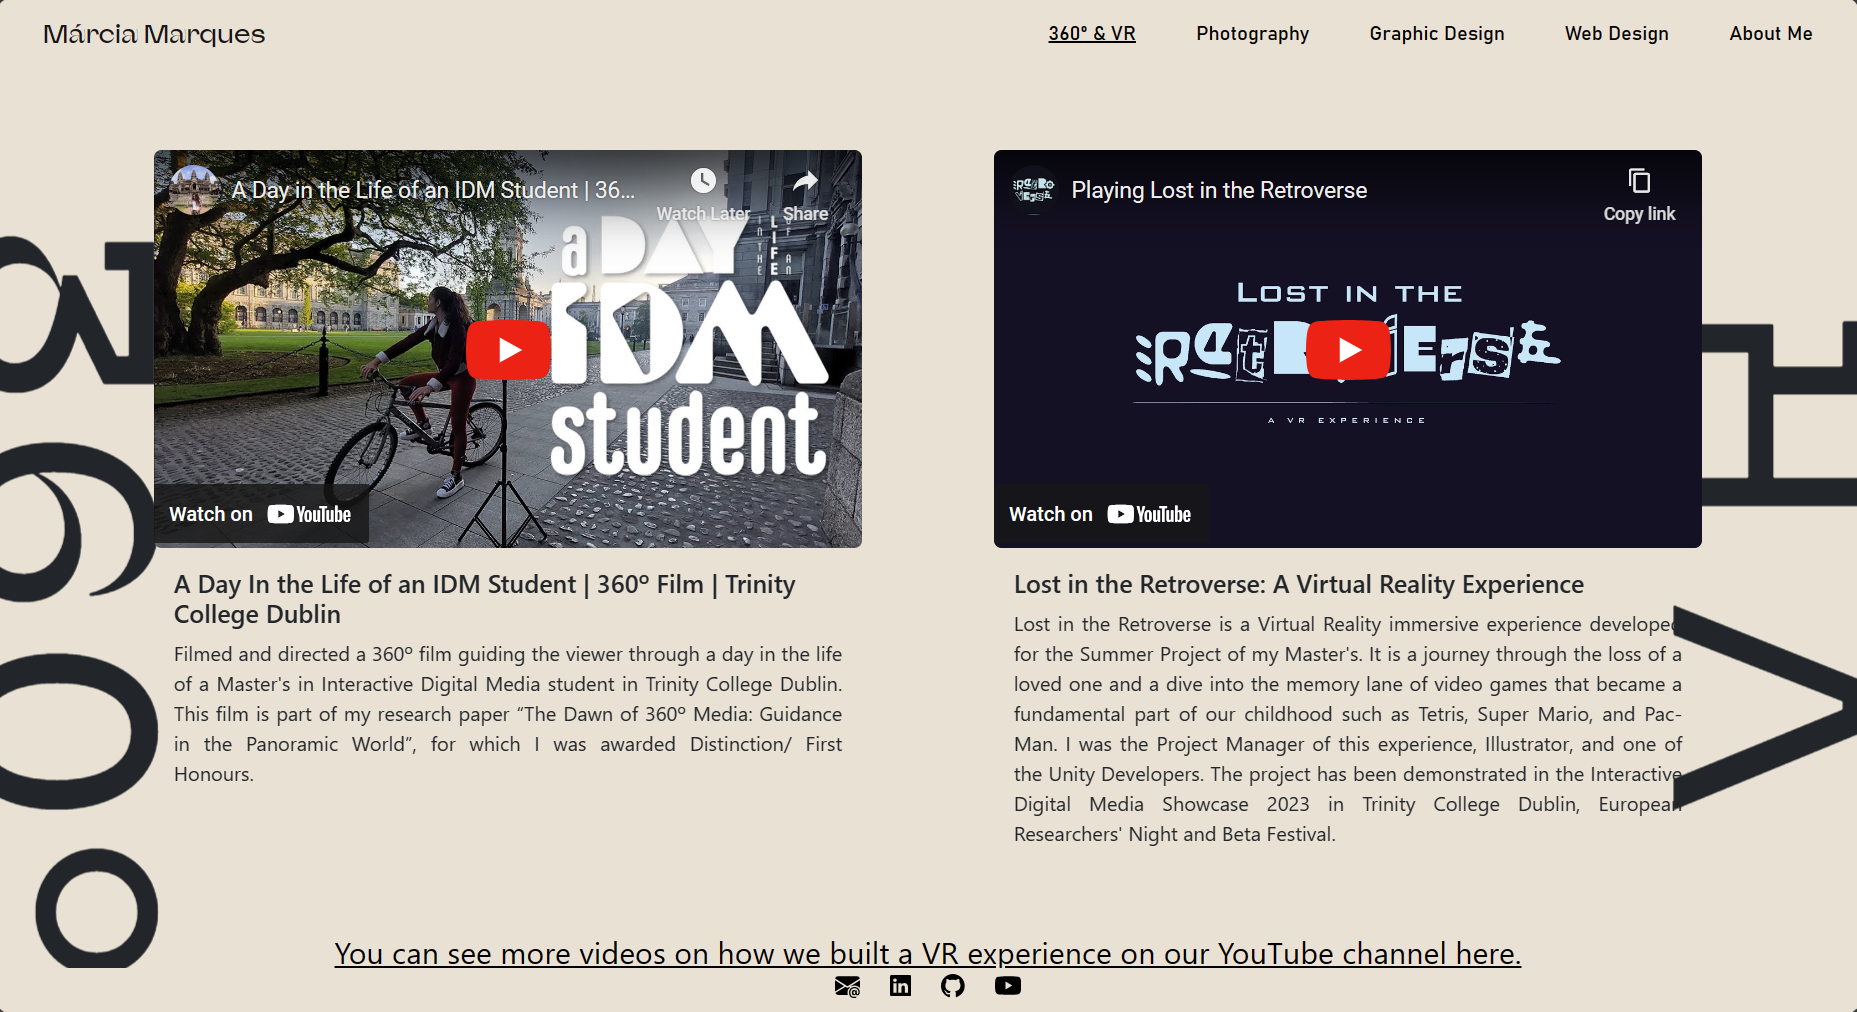 Márcia Marques
360º & VR
Photography
Graphic Design
Web Design
About Me
A Day in the Life of an IDM Student | 36...
Watch Later
Share
a DAY IN THE LIFE OF AN
IDM
student
Watch on YouTube
Playing Lost in the Retroverse
Copy link
LOST IN THE
RETROVERSE
A VR EXPERIENCE
Watch on YouTube
360º
VR
A Day In the Life of an IDM Student | 360º Film | Trinity
College Dublin
Filmed and directed a 360º film guiding the viewer through a day in the life
of a Master's in Interactive Digital Media student in Trinity College Dublin.
This film is part of my research paper “The Dawn of 360º Media: Guidance
in the Panoramic World”, for which I was awarded Distinction/ First
Honours.
Lost in the Retroverse: A Virtual Reality Experience
Lost in the Retroverse is a Virtual Reality immersive experience developed
for the Summer Project of my Master's. It is a journey through the loss of a
loved one and a dive into the memory lane of video games that became a
fundamental part of our childhood such as Tetris, Super Mario, and Pac-
Man. I was the Project Manager of this experience, Illustrator, and one of
the Unity Developers. The project has been demonstrated in the Interactive
Digital Media Showcase 2023 in Trinity College Dublin, European
Researchers' Night and Beta Festival.
You can see more videos on how we built a VR experience on our YouTube channel here.